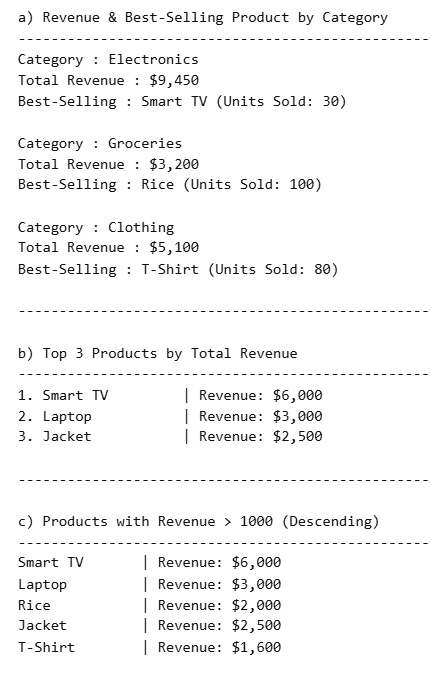 a) Revenue & Best-Selling Product by Category
--------------------------------------------------
Category : Electronics
Total Revenue : $9,450
Best-Selling : Smart TV (Units Sold: 30)
Category : Groceries
Total Revenue : $3,200
Best-Selling : Rice (Units Sold: 100)
Category : Clothing
Total Revenue : $5,100
Best-Selling : T-Shirt (Units Sold: 80)
--------------------------------------------------
b) Top 3 Products by Total Revenue
--------------------------------------------------
1. Smart TV         | Revenue: $6,000
2. Laptop           | Revenue: $3,000
3. Jacket           | Revenue: $2,500
--------------------------------------------------
c) Products with Revenue > 1000 (Descending)
--------------------------------------------------
Smart TV       | Revenue: $6,000
Laptop         | Revenue: $3,000
Rice           | Revenue: $2,000
Jacket         | Revenue: $2,500
T-Shirt        | Revenue: $1,600